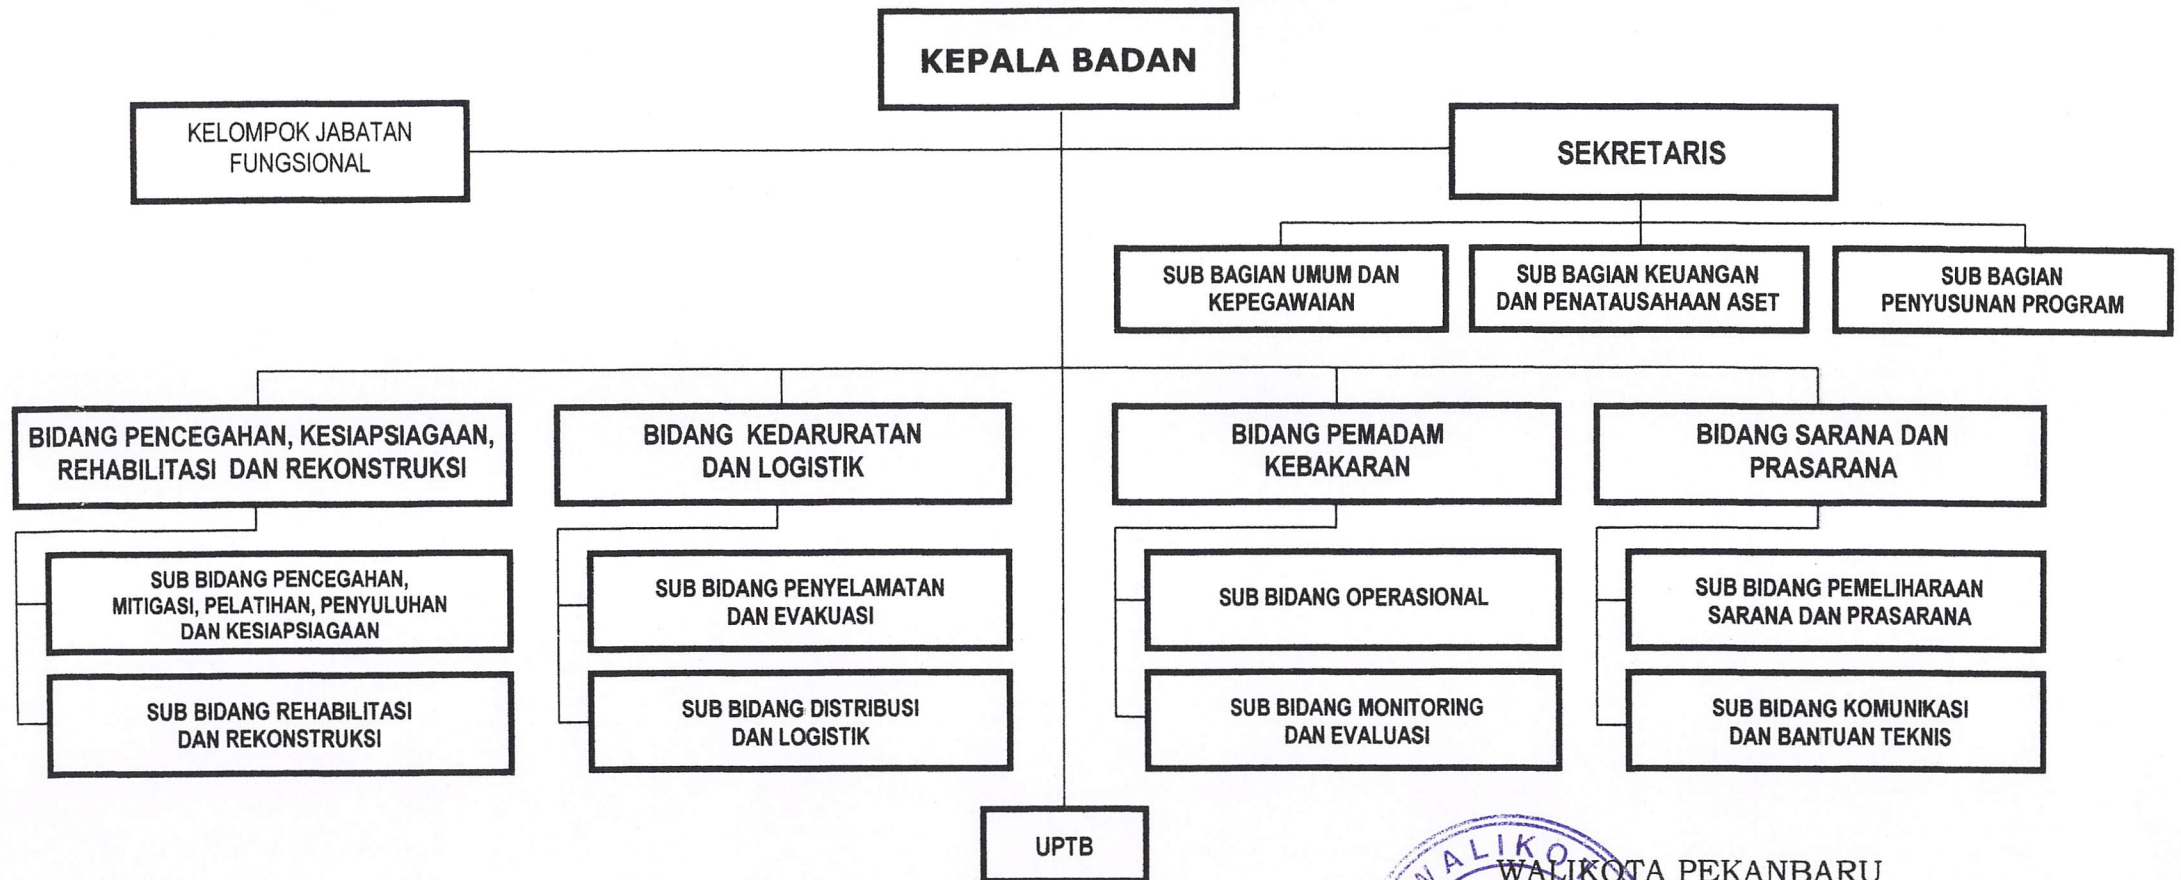 KEPALA BADAN
KELOMPOK JABATAN
FUNGSIONAL
SEKRETARIS
SUB BAGIAN UMUM DAN
KEPEGAWAIAN
SUB BAGIAN KEUANGAN
DAN PENATAUSAHAAN ASET
SUB BAGIAN
PENYUSUNAN PROGRAM
BIDANG PENCEGAHAN, KESIAPSIAGAAN,
REHABILITASI DAN REKONSTRUKSI
BIDANG KEDARURATAN
DAN LOGISTIK
BIDANG PEMADAM
KEBAKARAN
BIDANG SARANA DAN
PRASARANA
SUB BIDANG PENCEGAHAN,
MITIGASI, PELATIHAN, PENYULUHAN
DAN KESIAPSIAGAAN
SUB BIDANG PENYELAMATAN
DAN EVAKUASI
SUB BIDANG OPERASIONAL
SUB BIDANG PEMELIHARAAN
SARANA DAN PRASARANA
SUB BIDANG REHABILITASI
DAN REKONSTRUKSI
SUB BIDANG DISTRIBUSI
DAN LOGISTIK
SUB BIDANG MONITORING
DAN EVALUASI
SUB BIDANG KOMUNIKASI
DAN BANTUAN TEKNIS
UPTB
WALIKOTA PEKANBARU